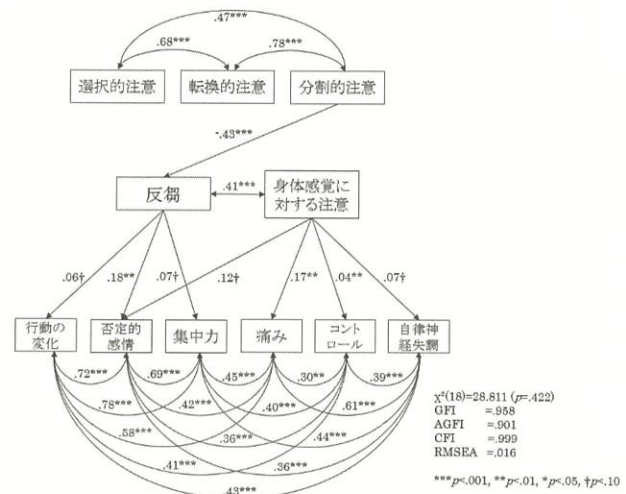 .47***
.68***
.78***
選択的注意
転換的注意
分割的注意
-.43***
反芻
.41***
身体感覚に
対する注意
.06†
.18**
.07†
.12†
.17**
.04**
.07†
行動の
変化
否定的
感情
集中力
痛み
コント
ロール
自律神
経失調
.72***
.69***
.45***
.30**
.39***
.78***
.42***
.40***
.61***
.58***
.36***
.44***
.41***
.36***
.43***
χ²(18)=28.811 (p=.422)
GFI =.958
AGFI =.901
CFI =.999
RMSEA =.016
***p<.001, **p<.01, *p<.05, †p<.10